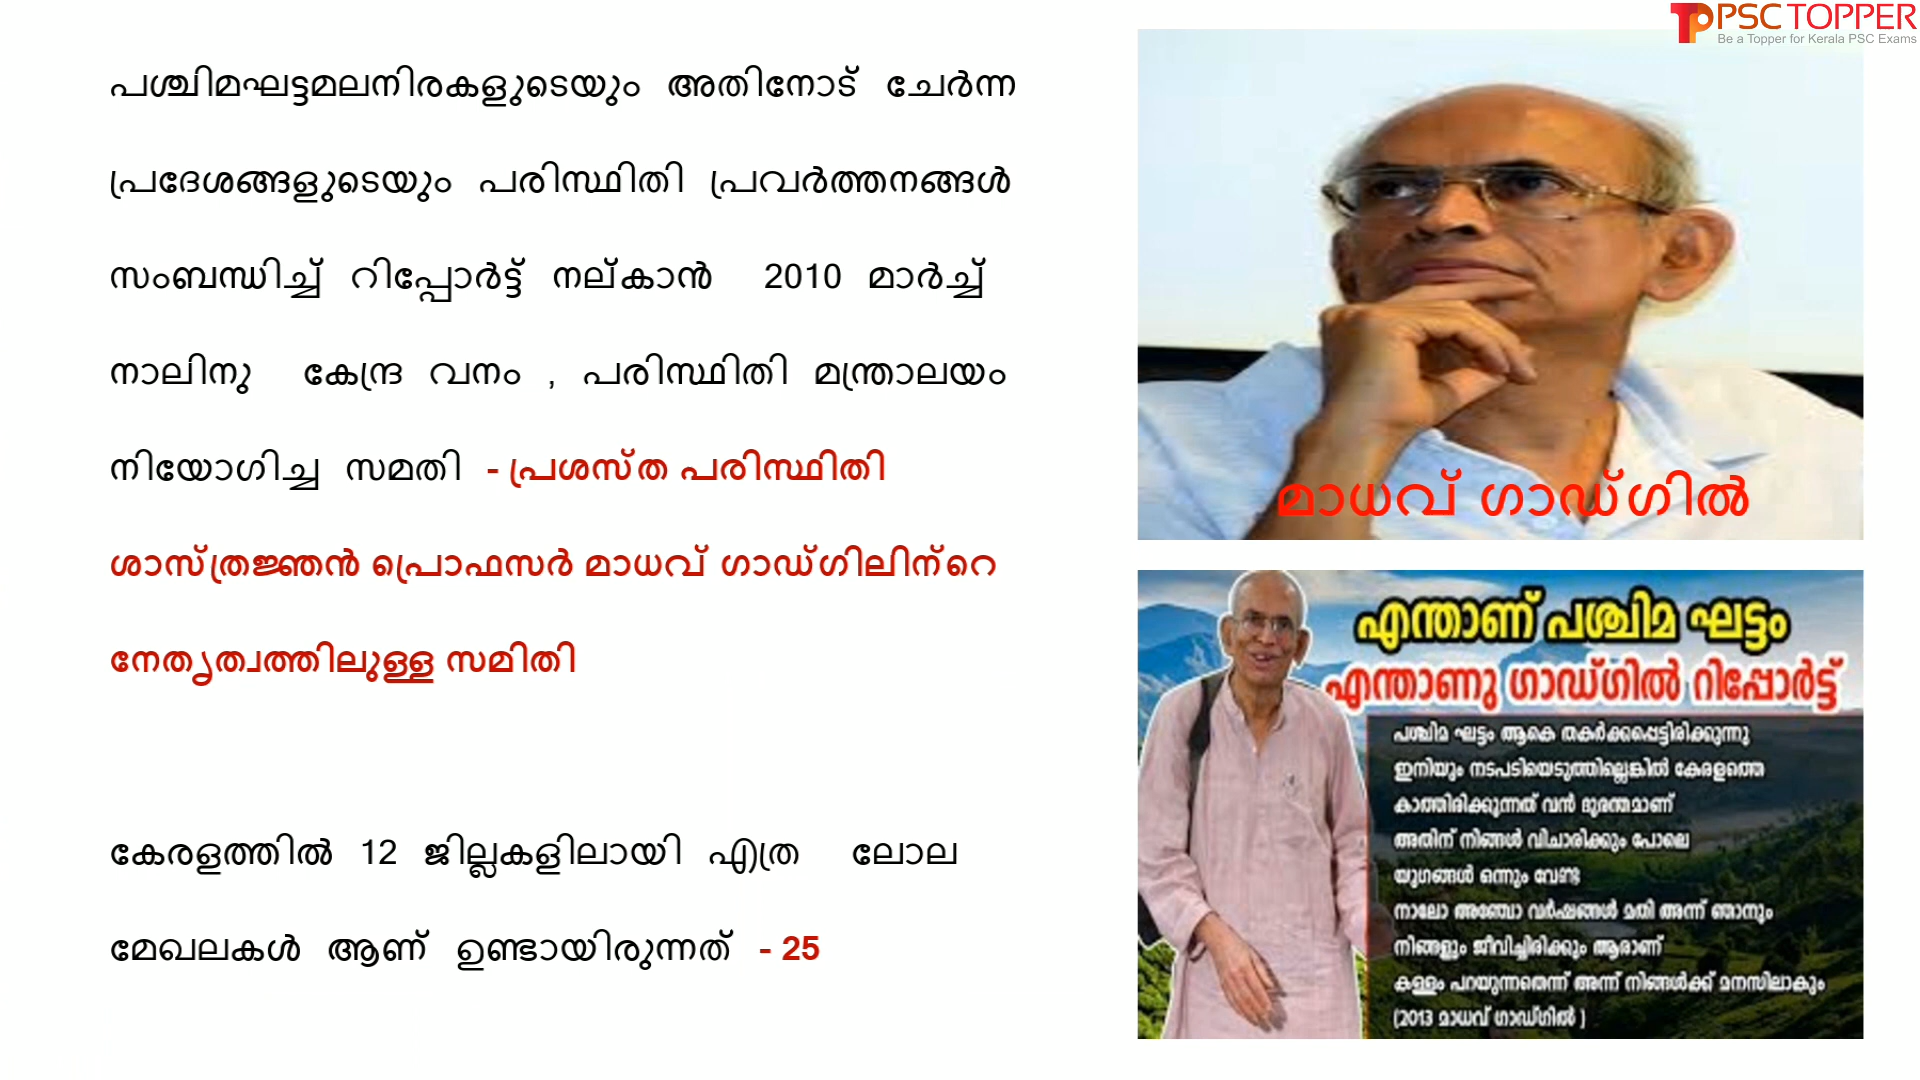 PSC TOPPER
Be a Topper for Kerala PSC Exams
പശ്ചിമഘട്ടമലനിരകളുടെയും അതിനോട് ചേർന്ന
പ്രദേശങ്ങളുടെയും പരിസ്ഥിതി പ്രവർത്തനങ്ങൾ
സംബന്ധിച്ച് റിപ്പോർട്ട് നല്കാൻ 2010 മാർച്ച്
നാലിനു കേന്ദ്ര വനം , പരിസ്ഥിതി മന്ത്രാലയം
നിയോഗിച്ച സമതി - പ്രശസ്ത പരിസ്ഥിതി
ശാസ്ത്രജ്ഞൻ പ്രൊഫസർ മാധവ് ഗാഡ്ഗിലിന്റെ
നേതൃത്വത്തിലുള്ള സമിതി
കേരളത്തിൽ 12 ജില്ലകളിലായി എത്ര ലോല
മേഖലകൾ ആണ് ഉണ്ടായിരുന്നത് - 25
മാധവ് ഗാഡ്ഗിൽ
എന്താണ് പശ്ചിമ ഘട്ടം
എന്താണു ഗാഡ്ഗിൽ റിപ്പോർട്ട്
പശ്ചിമ ഘട്ടം ആകെ തകർക്കപ്പെട്ടിരിക്കുന്നു
ഇനിയും നടപടിയെടുത്തില്ലെങ്കിൽ കേരളത്തെ
കാത്തിരിക്കുന്നത് വൻ ദുരന്തമാണ്
അതിന് നിങ്ങൾ വിചാരിക്കും പോലെ
യുഗങ്ങൾ ഒന്നും വേണ്ട
നാലോ അഞ്ചോ വർഷങ്ങൾ മതി അന്ന് ഞാനും
നിങ്ങളും ജീവിച്ചിരിക്കും ആരാണ്
കള്ളം പറയുന്നതെന്ന് അന്ന് നിങ്ങൾക്ക് മനസിലാകും
(2013 മാധവ് ഗാഡ്ഗിൽ )